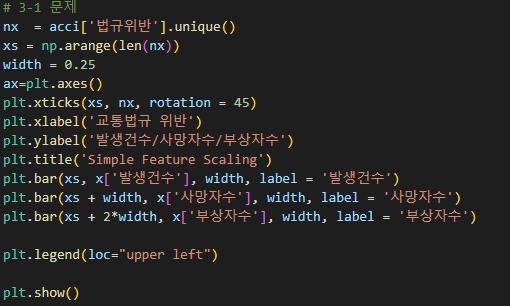 # 3-1 문제
nx  = acci['법규위반'].unique()
xs = np.arange(len(nx))
width = 0.25
ax=plt.axes()
plt.xticks(xs, nx, rotation = 45)
plt.xlabel('교통법규 위반')
plt.ylabel('발생건수/사망자수/부상자수')
plt.title('Simple Feature Scaling')
plt.bar(xs, x['발생건수'], width, label = '발생건수')
plt.bar(xs + width, x['사망자수'], width, label = '사망자수')
plt.bar(xs + 2*width, x['부상자수'], width, label = '부상자수')
plt.legend(loc="upper left")
plt.show()